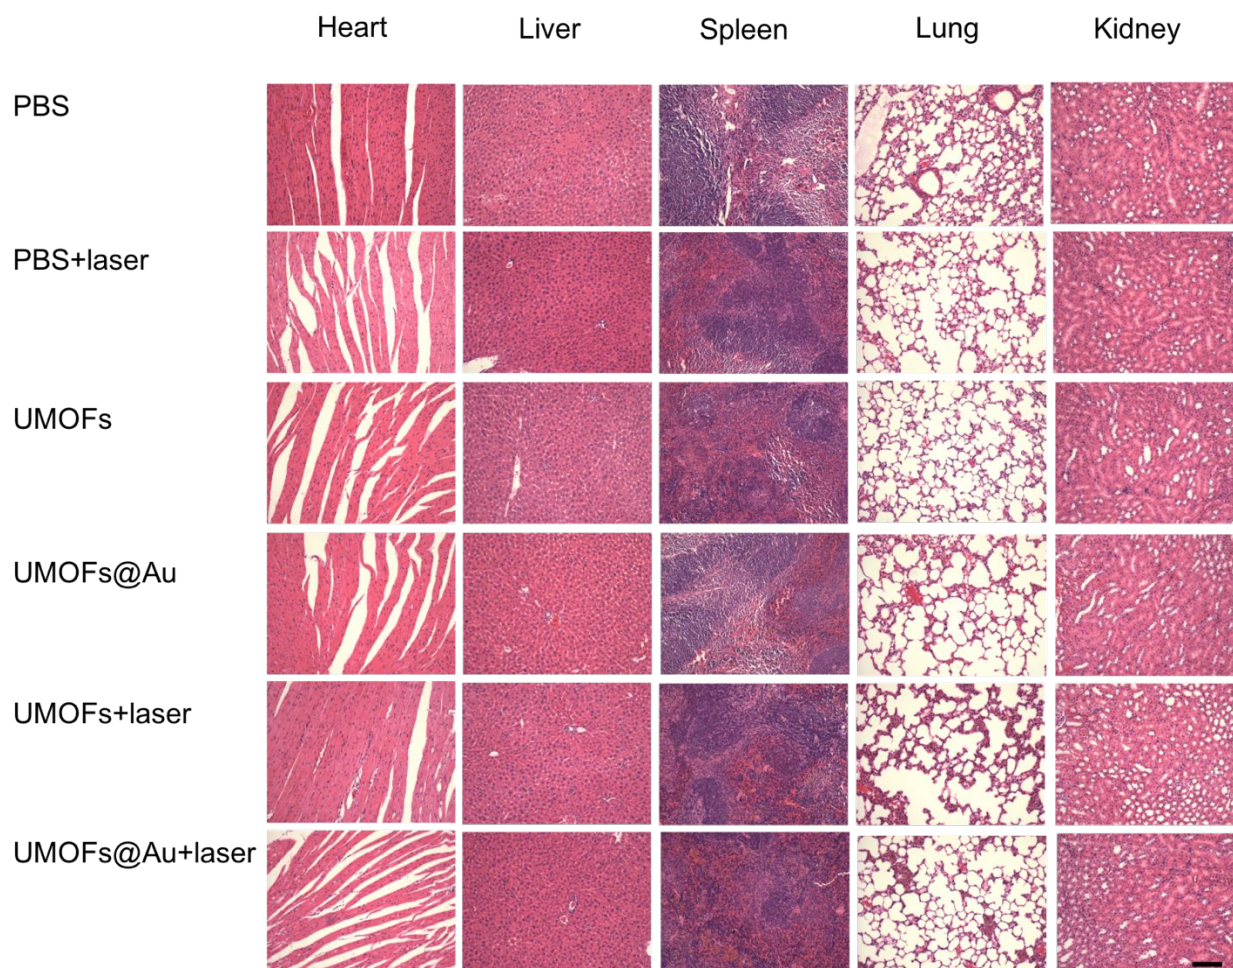 Heart Liver Spleen Lung Kidney
PBS
PBS+laser
UMOFs
UMOFs@Au
UMOFs+laser
UMOFs@Au+laser